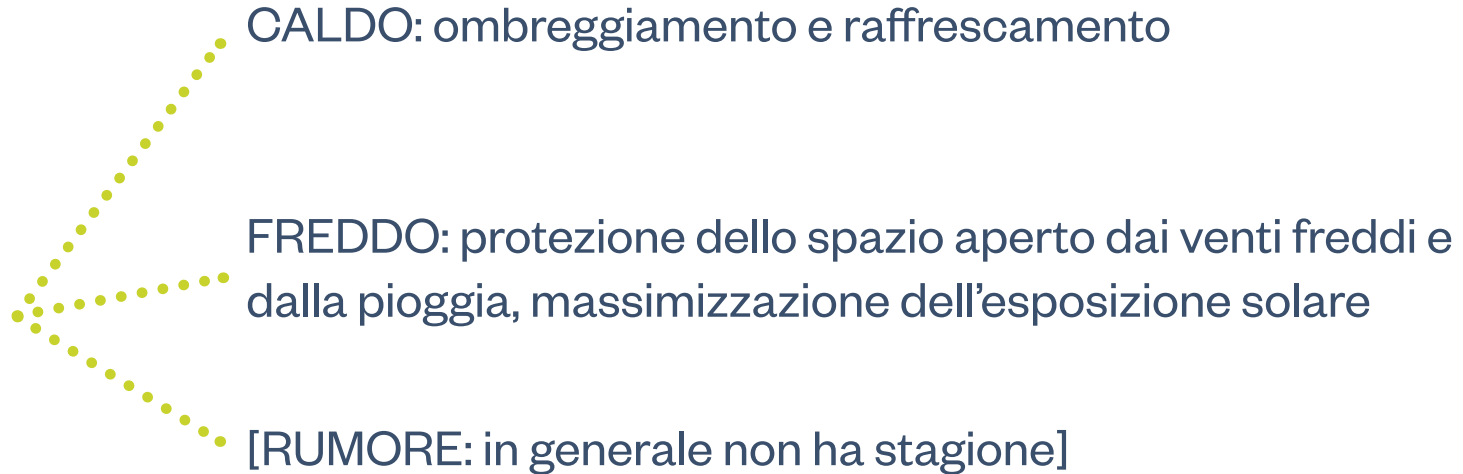 CALDO: ombreggiamento e raffrescamento
FREDDO: protezione dello spazio aperto dai venti freddi e
dalla pioggia, massimizzazione dell’esposizione solare
[RUMORE: in generale non ha stagione]